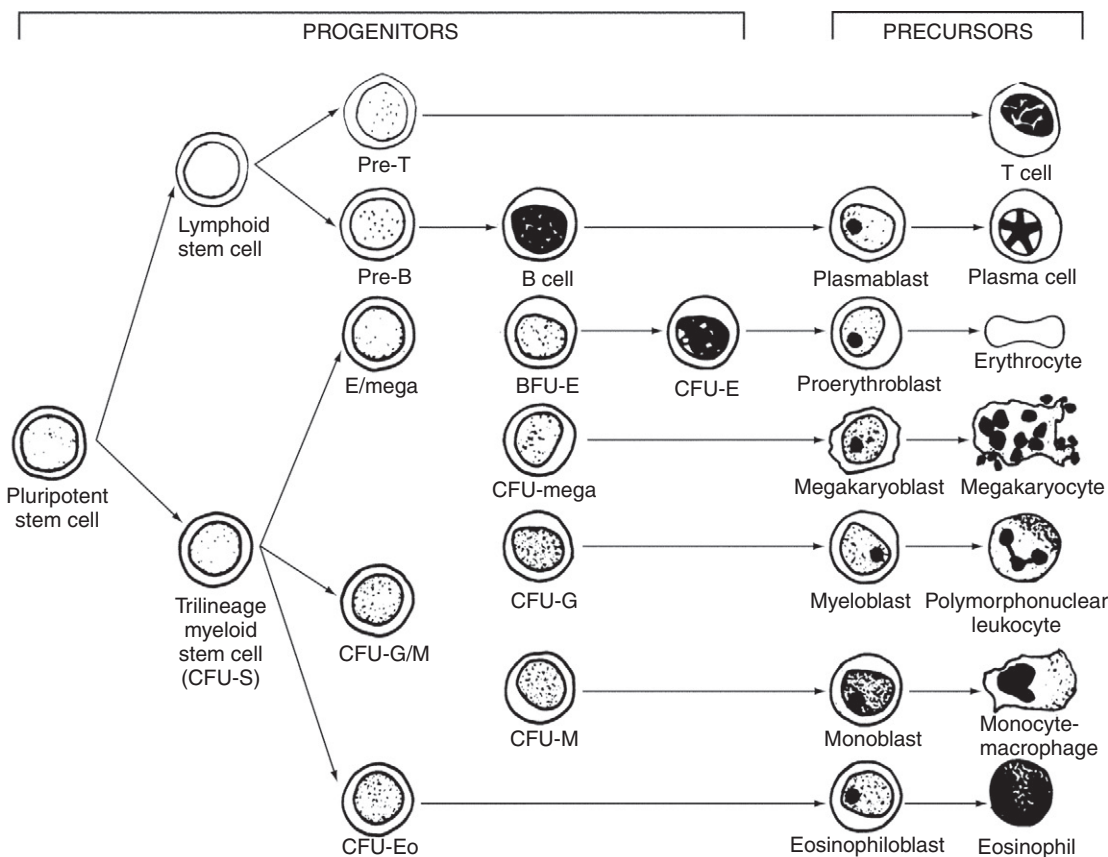 PROGENITORS
PRECURSORS
Pre-T
T cell
Lymphoid
stem cell
Pre-B
B cell
Plasmablast
Plasma cell
E/mega
BFU-E
CFU-E
Proerythroblast
Erythrocyte
Pluripotent
stem cell
CFU-mega
Megakaryoblast
Megakaryocyte
Trilineage
myeloid
stem cell
(CFU-S)
CFU-G/M
CFU-G
Myeloblast
Polymorphonuclear
leukocyte
CFU-M
Monoblast
Monocyte-
macrophage
CFU-Eo
Eosinophiloblast
Eosinophil